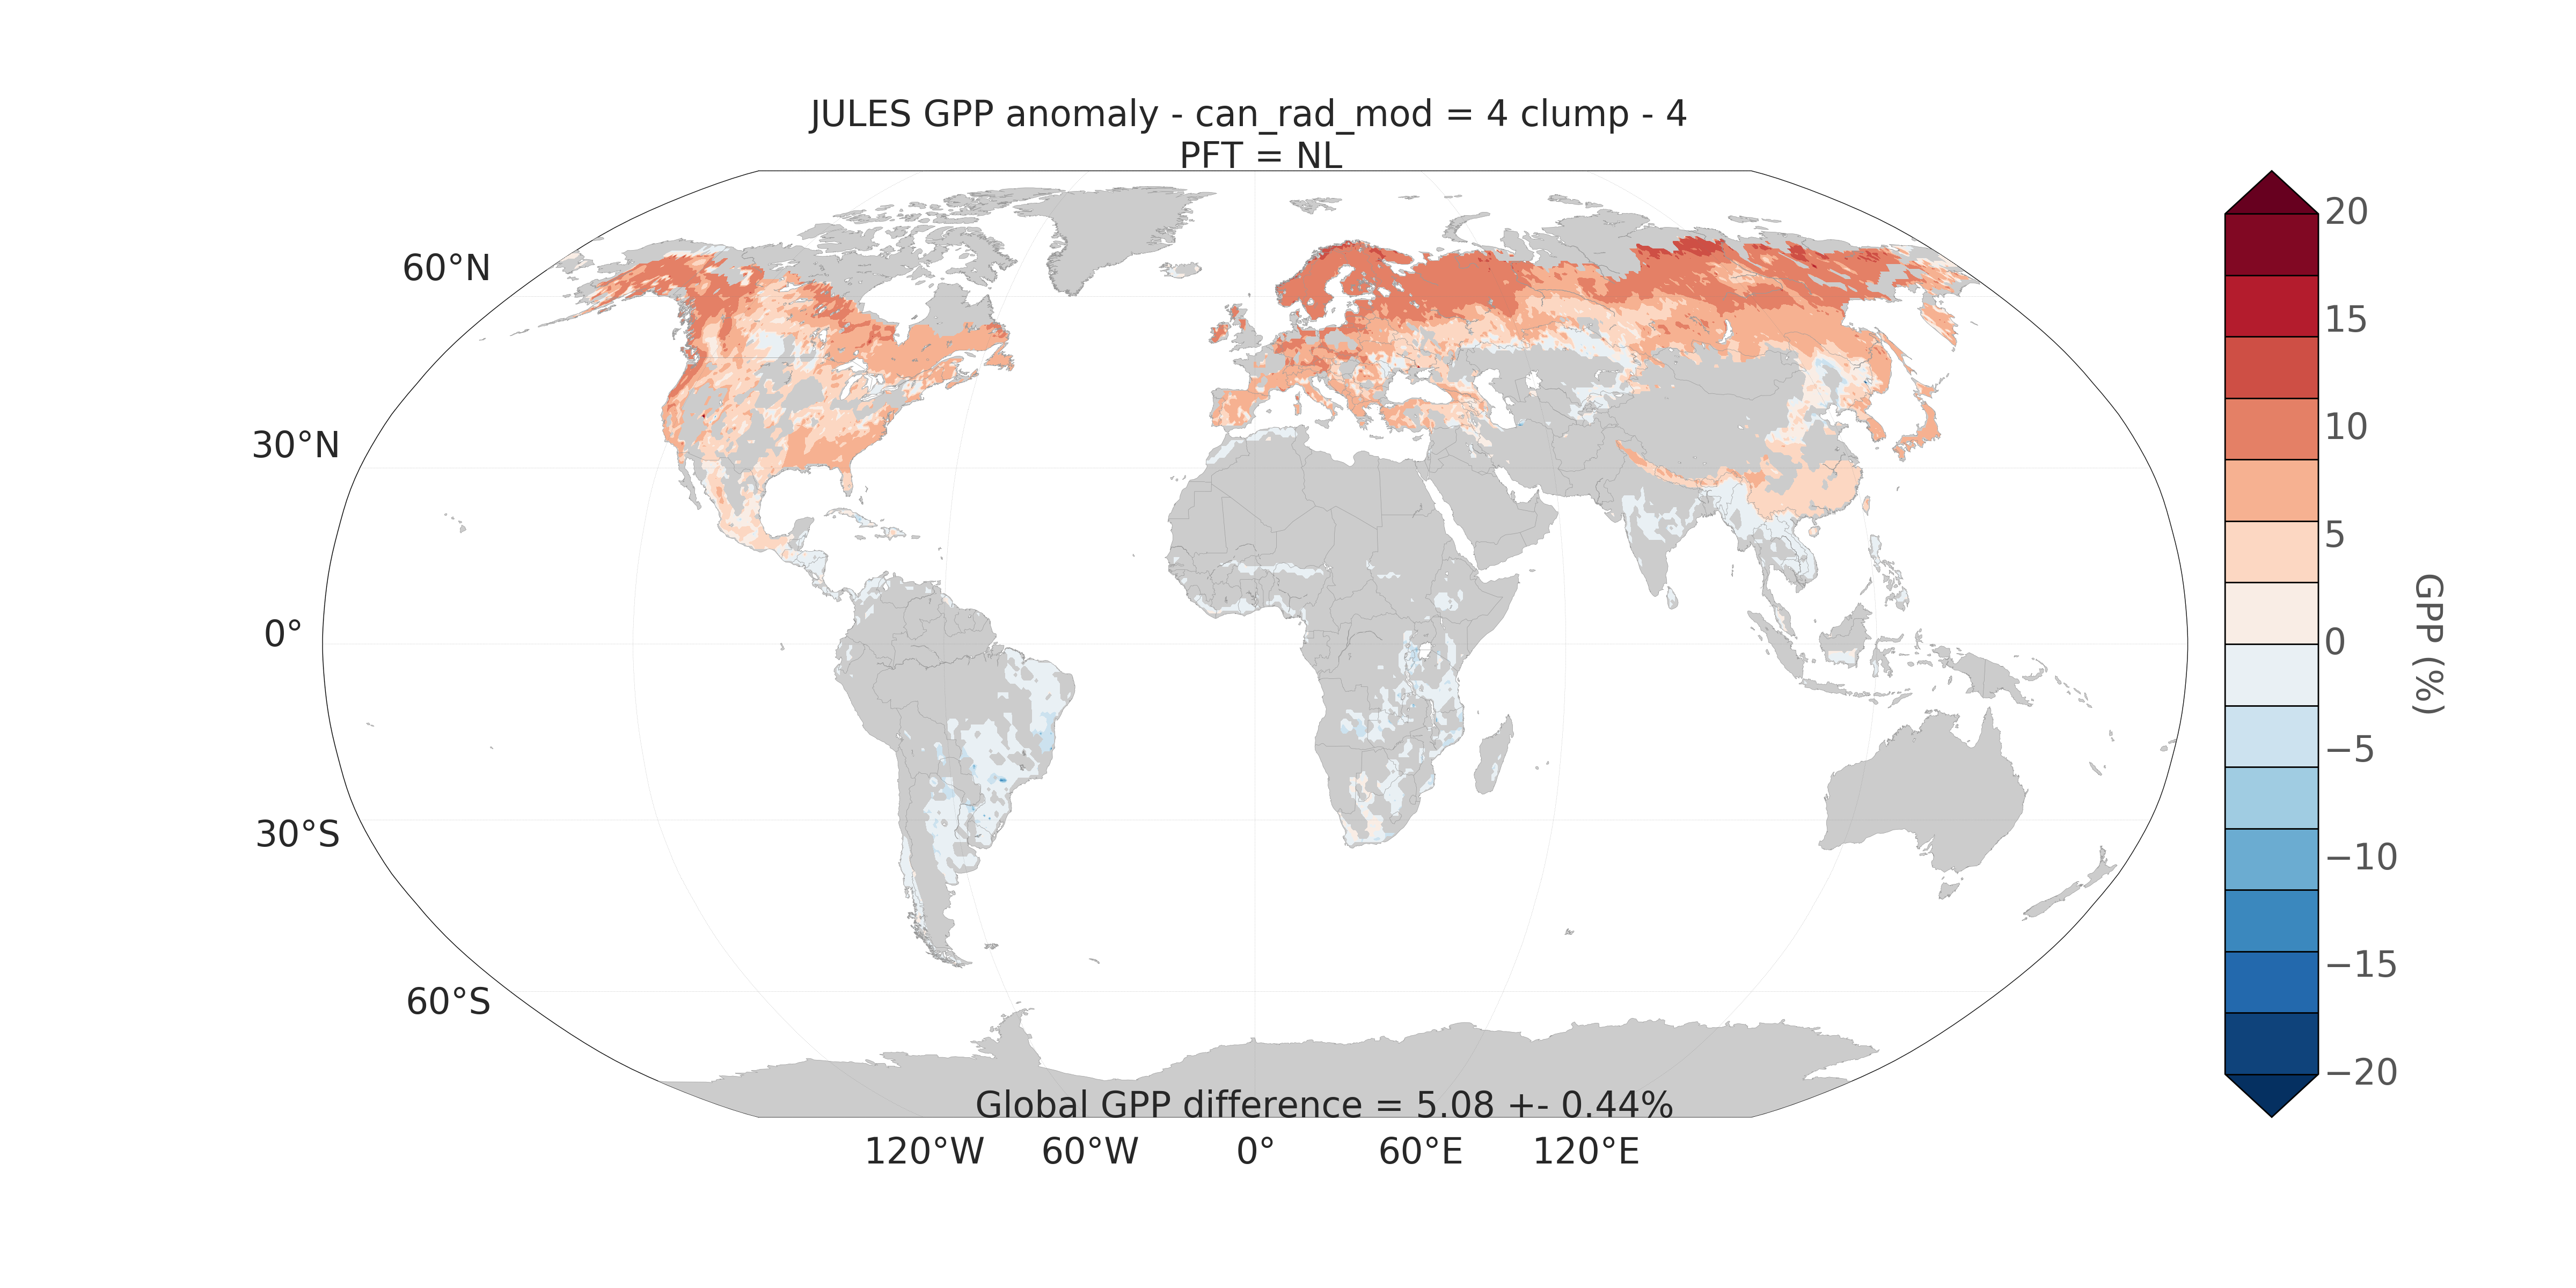 JULES GPP anomaly - can_rad_mod = 4 clump - 4
PFT = NL
60°N
30°N
0°
30°S
60°S
Global GPP difference = 5.08 +- 0.44%
120°W 60°W 0° 60°E 120°E
20
15
10
5
0
−5
−10
−15
−20
GPP (%)